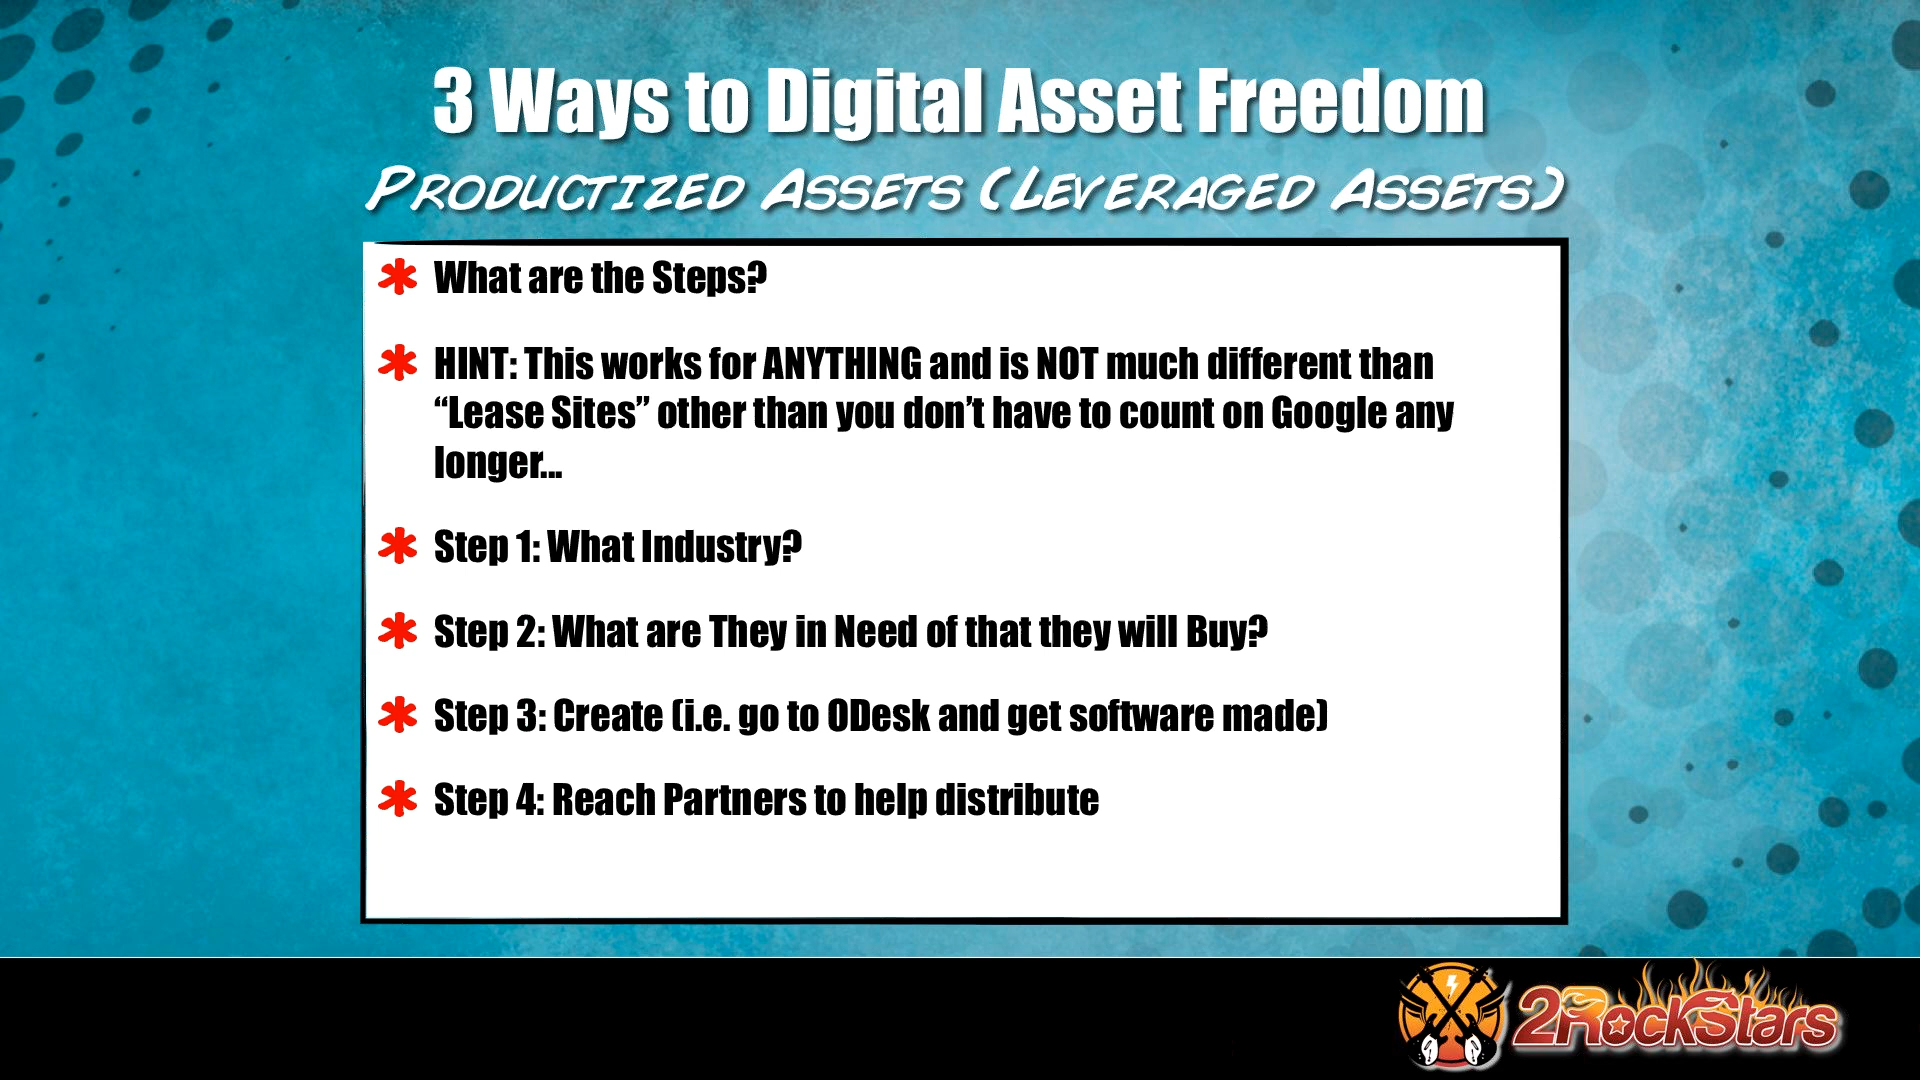 3 Ways to Digital Asset Freedom
Productized Assets (Leveraged Assets)
What are the Steps?
HINT: This works for ANYTHING and is NOT much different than
“Lease Sites” other than you don’t have to count on Google any
longer...
Step 1: What Industry?
Step 2: What are They in Need of that they will Buy?
Step 3: Create (i.e. go to ODesk and get software made)
Step 4: Reach Partners to help distribute
2RockStars